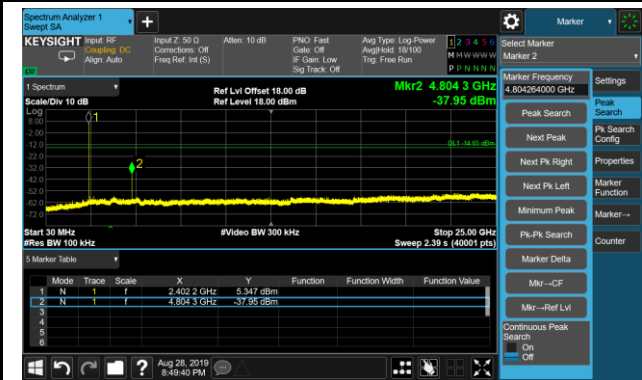 Spectrum Analyzer 1
Swept SA
+
Marker
KEYSIGHT
Input: RF
Coupling: DC
Align: Auto
Input Z: 50 Ω
Corrections: Off
Freq Ref: Int (S)
Atten: 10 dB
PNO: Fast
Gate: Off
IF Gain: Low
Sig Track: Off
Avg Type: Log-Power
Avg|Hold: 18/100
Trig: Free Run
1 2 3 4 5 6
M W W W W W
P P N N N N
Select Marker
Marker 2
1 Spectrum
Scale/Div 10 dB
Ref Lvl Offset 18.00 dB
Ref Level 18.00 dBm
Mkr2 4.804 3 GHz
-37.95 dBm
Log
8.00
-2.00
-12.0
-22.0
-32.0
-42.0
-52.0
-62.0
-72.0
1
2
DL1 -14.65 dBm
Start 30 MHz
#Res BW 100 kHz
#Video BW 300 kHz
Stop 25.00 GHz
Sweep 2.39 s (40001 pts)
5 Marker Table
Mode Trace Scale X Y Function Function Width Function Value
1 N 1 f 2.402 2 GHz 5.347 dBm
2 N 1 f 4.804 3 GHz -37.95 dBm
3
4
5
6
Marker Frequency
4.804264000 GHz
Peak Search
Next Peak
Next Pk Right
Next Pk Left
Minimum Peak
Pk-Pk Search
Marker Delta
Mkr→CF
Mkr→Ref Lvl
Continuous Peak
Search
On
Off
Settings
Peak
Search
Pk Search
Config
Properties
Marker
Function
Marker→
Counter
?
Aug 28, 2019
8:49:40 PM